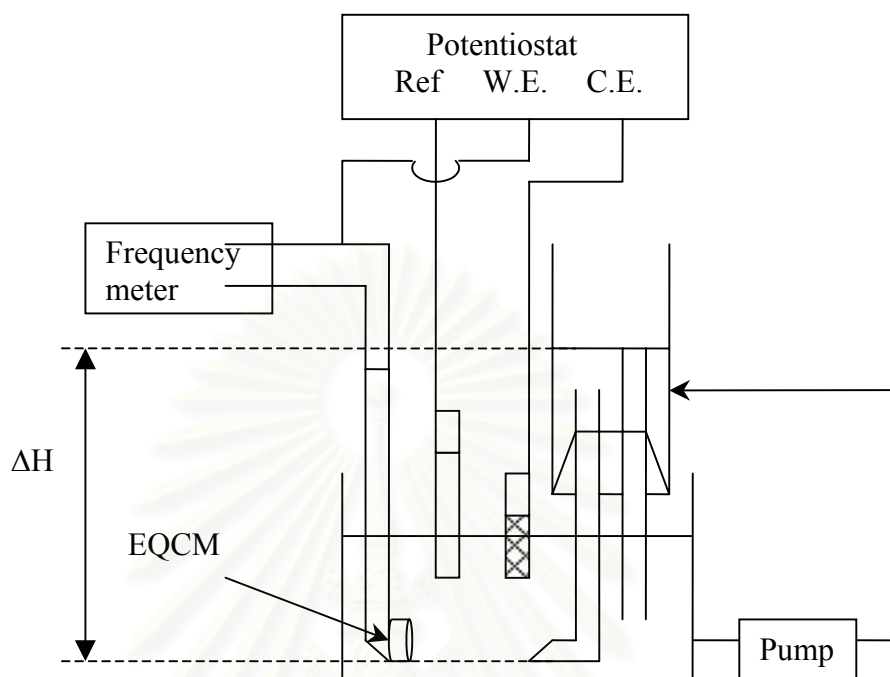 Potentiostat
Ref W.E. C.E.
Frequency
meter
ΔH
EQCM
Pump